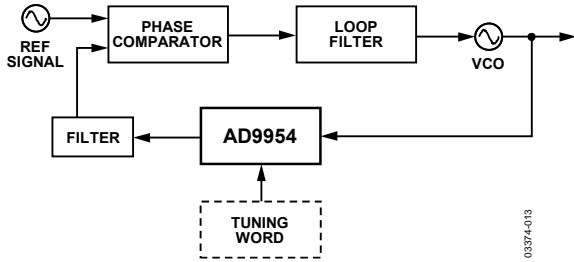 REF
SIGNAL
PHASE
COMPARATOR
LOOP
FILTER
VCO
FILTER
AD9954
TUNING
WORD
03374-013